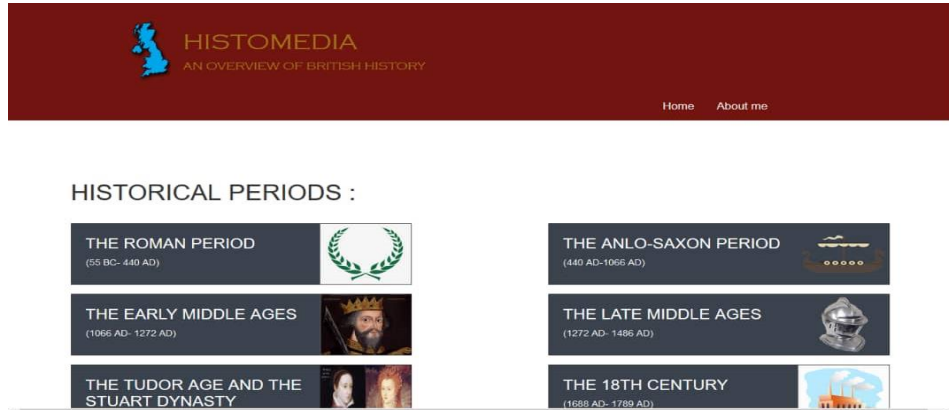 HISTOMEDIA
AN OVERVIEW OF BRITISH HISTORY
Home About me
HISTORICAL PERIODS :
THE ROMAN PERIOD
(55 BC- 440 AD)
THE ANLO-SAXON PERIOD
(440 AD-1066 AD)
THE EARLY MIDDLE AGES
(1066 AD- 1272 AD)
THE LATE MIDDLE AGES
(1272 AD- 1486 AD)
THE TUDOR AGE AND THE
STUART DYNASTY
THE 18TH CENTURY
(1688 AD- 1789 AD)